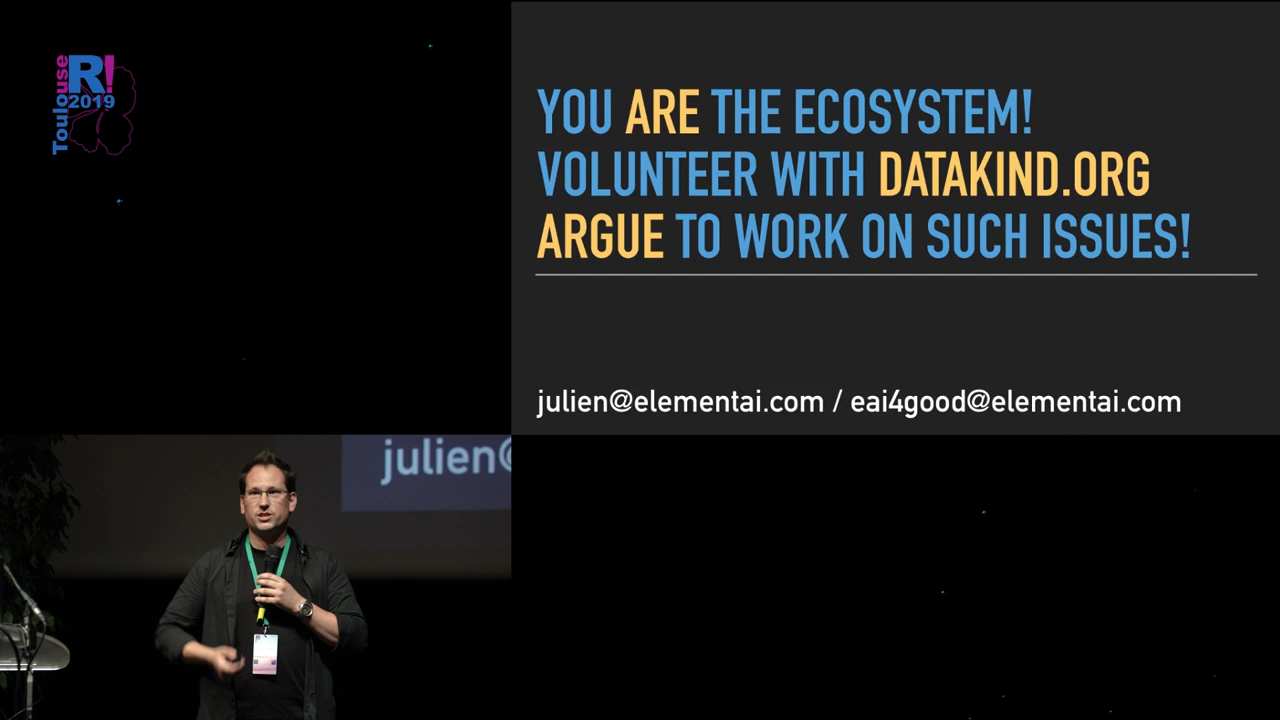 Toulouse
R!
2019
YOU ARE THE ECOSYSTEM!
VOLUNTEER WITH DATAKIND.ORG
ARGUE TO WORK ON SUCH ISSUES!
julien@elementai.com / eai4good@elementai.com
julien@